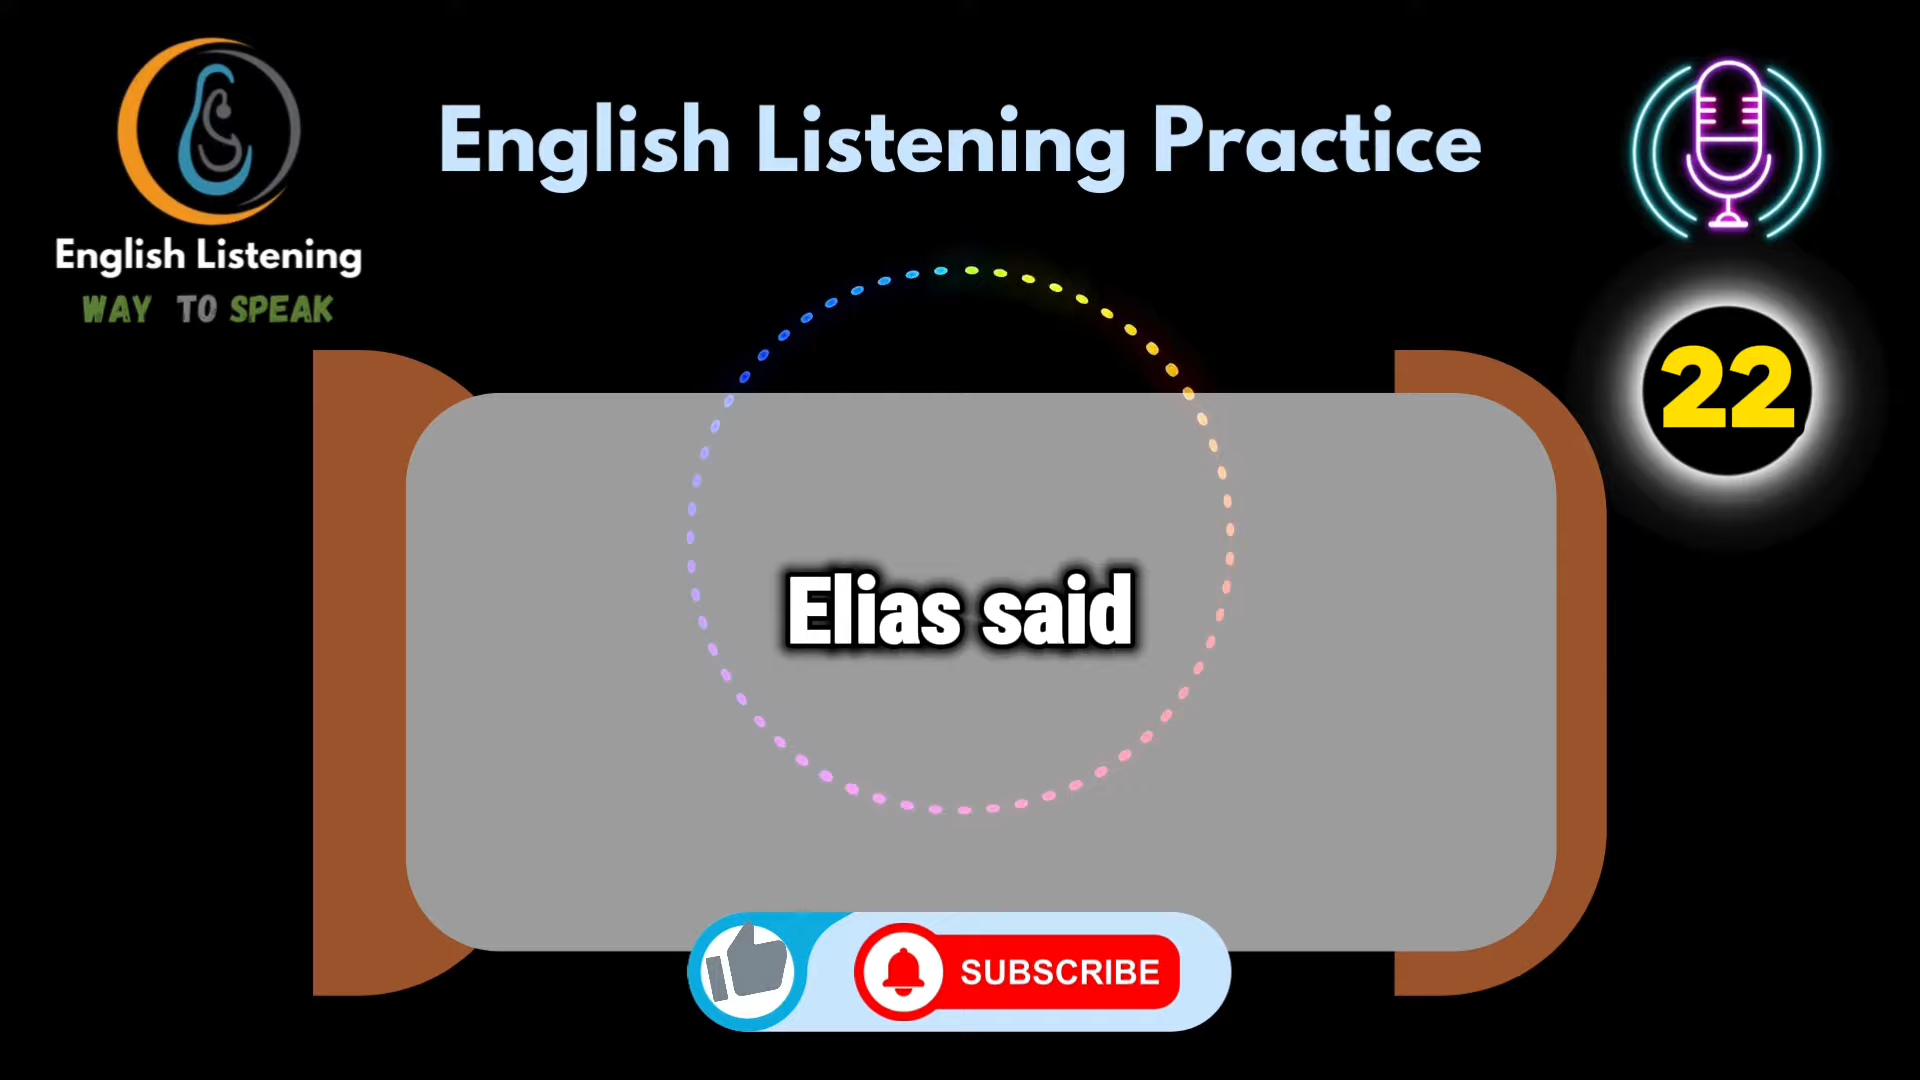 English Listening Practice
English Listening
WAY TO SPEAK
22
Elias said
SUBSCRIBE